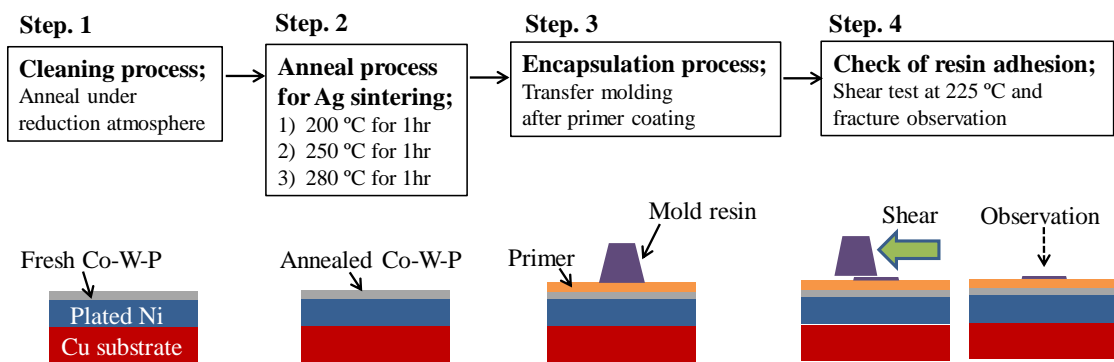 Step. 1
Cleaning process;
Anneal under
reduction atmosphere
Step. 2
Anneal process
for Ag sintering;
1) 200 ºC for 1hr
2) 250 ºC for 1hr
3) 280 ºC for 1hr
Step. 3
Encapsulation process;
Transfer molding
after primer coating
Step. 4
Check of resin adhesion;
Shear test at 225 ºC and
fracture observation
Fresh Co-W-P
Plated Ni
Cu substrate
Annealed Co-W-P
Primer
Mold resin
Shear
Observation